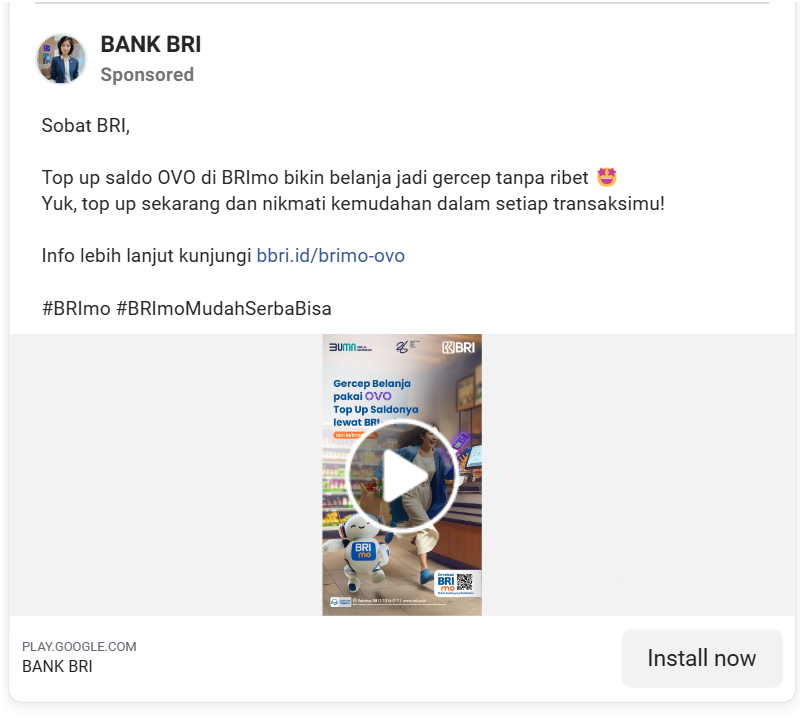 BANK BRI
Sponsored
Sobat BRI,
Top up saldo OVO di BRImo bikin belanja jadi gercep tanpa ribet 🤩
Yuk, top up sekarang dan nikmati kemudahan dalam setiap transaksimu!
Info lebih lanjut kunjungi bbri.id/brimo-ovo
#BRImo #BRImoMudahSerbaBisa
BUMN
BRI
Gercep Belanja
pakai OVO
Top Up Saldonya
lewat BRI
BRI
mo
BRI
mo
PLAY.GOOGLE.COM
BANK BRI
Install now